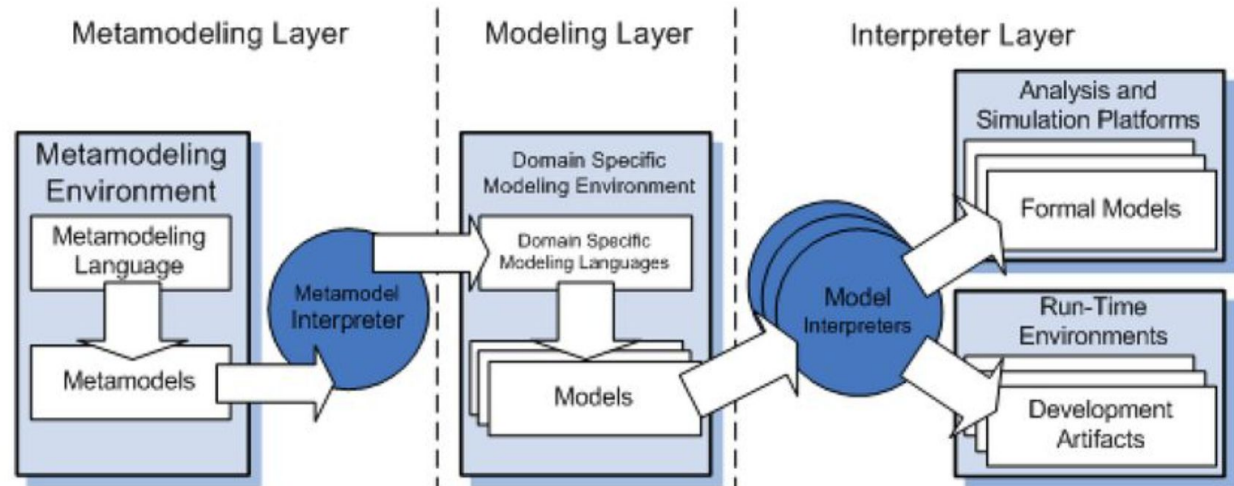 Metamodeling Layer
Modeling Layer
Interpreter Layer
Metamodeling
Environment
Metamodeling
Language
Metamodels
Metamodel
Interpreter
Domain Specific
Modeling Environment
Domain Specific
Modeling Languages
Models
Model
Interpreters
Analysis and
Simulation Platforms
Formal Models
Run-Time
Environments
Development
Artifacts